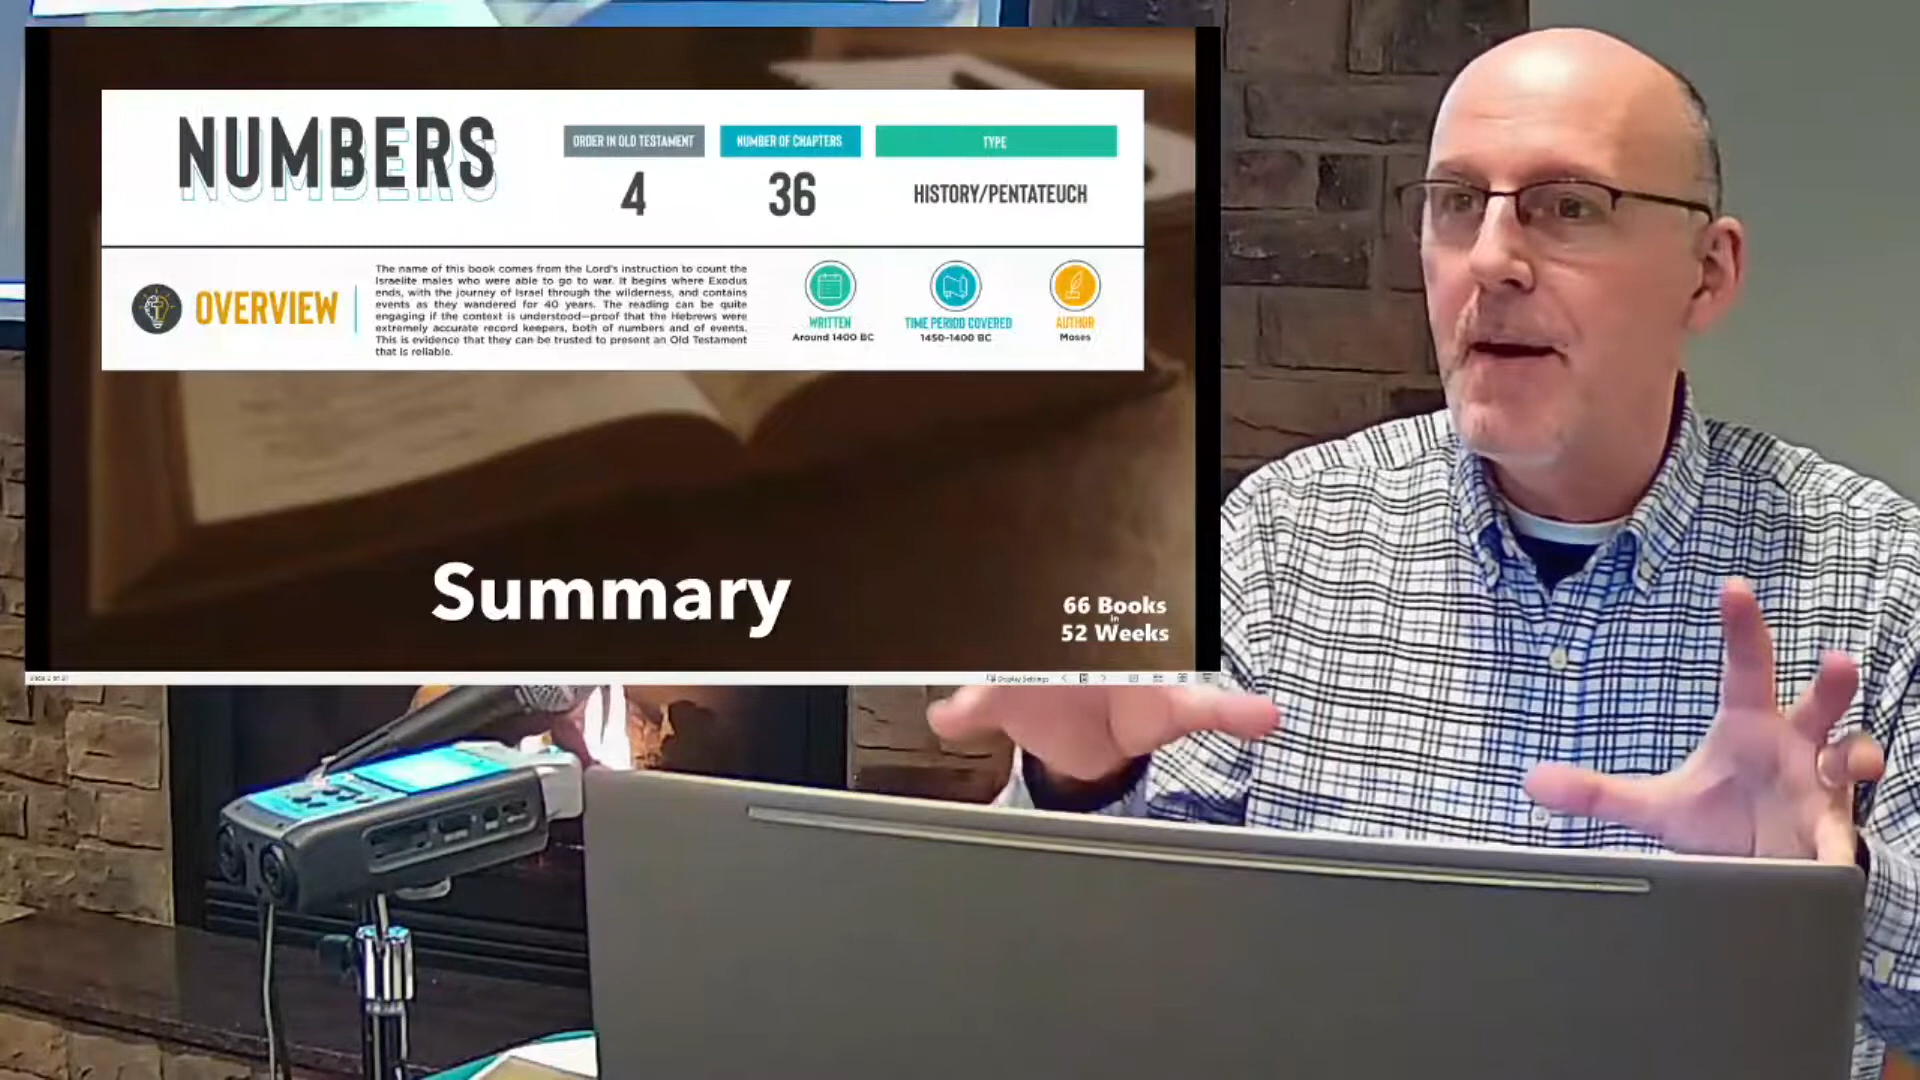 NUMBERS
ORDER IN OLD TESTAMENT
4
NUMBER OF CHAPTERS
36
TYPE
HISTORY/PENTATEUCH
OVERVIEW
The name of this book comes from the Lord's instruction to count the
Israelite males who were able to go to war. It begins where Exodus
ends, with the journey of Israel through the wilderness, and contains
events as they wandered for 40 years. The reading can be quite
engaging if the context is understood—proof that the Hebrews were
extremely accurate record keepers, both of numbers and of events.
This is evidence that they can be trusted to present an Old Testament
that is reliable.
WRITTEN
Around 1400 BC
TIME PERIOD COVERED
1450-1400 BC
AUTHOR
Moses
Summary
66 Books
in
52 Weeks
Display Settings